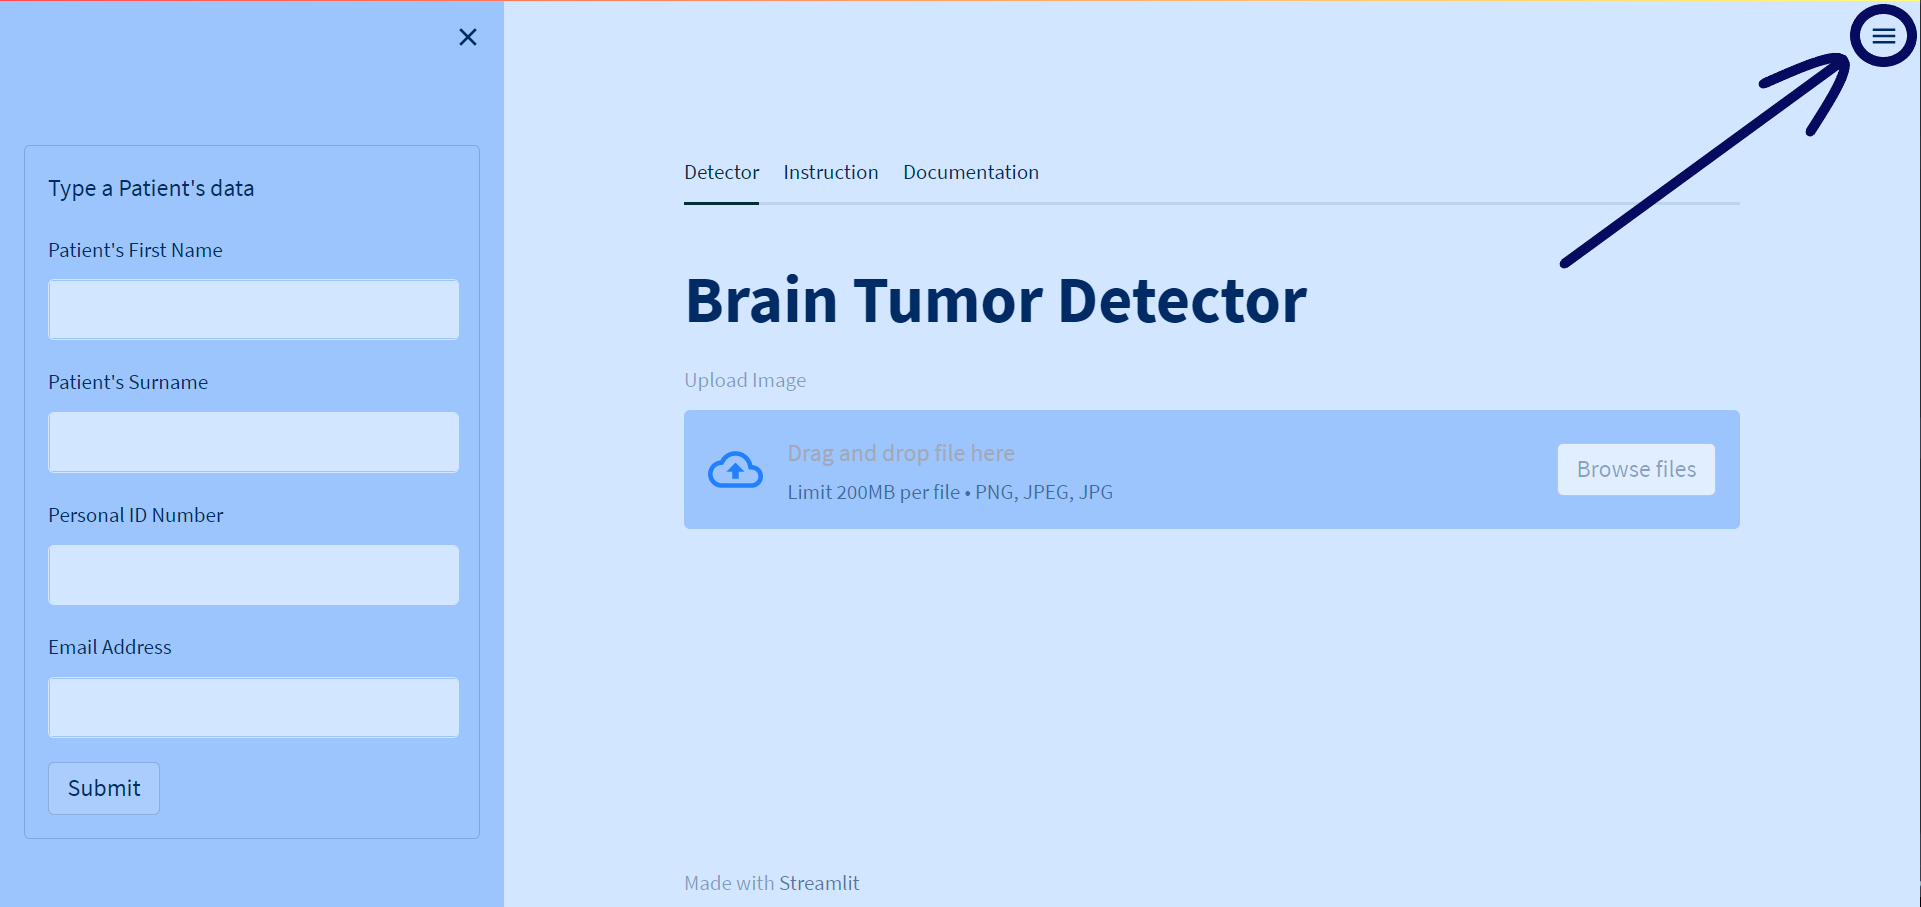 Type a Patient's data
Patient's First Name
Patient's Surname
Personal ID Number
Email Address
Submit
Detector Instruction Documentation
Brain Tumor Detector
Upload Image
Drag and drop file here
Limit 200MB per file • PNG, JPEG, JPG
Browse files
Made with Streamlit